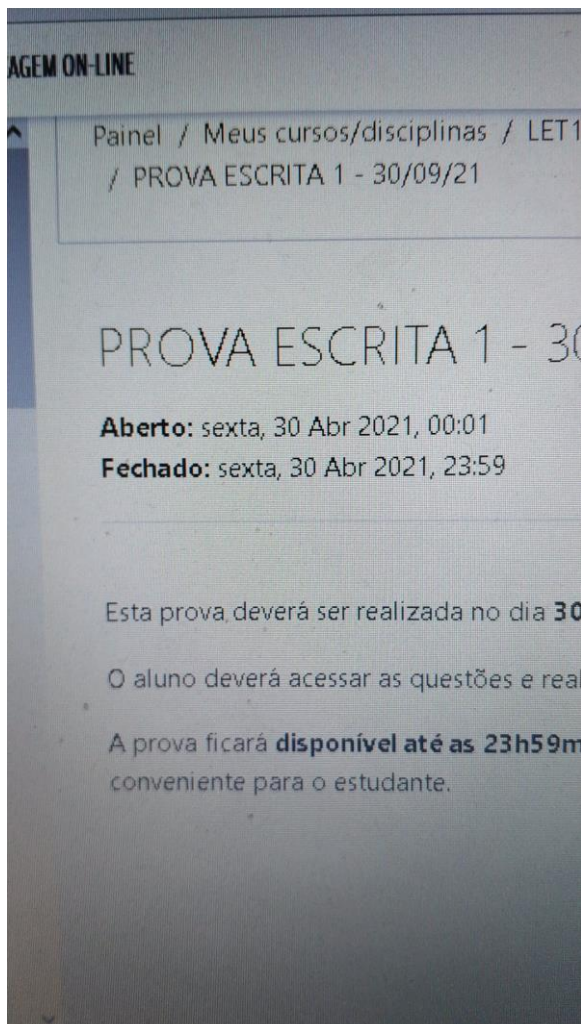 AGEM ON-LINE
Painel / Meus cursos/disciplinas / LET1
/ PROVA ESCRITA 1 - 30/09/21
PROVA ESCRITA 1 - 30
Aberto: sexta, 30 Abr 2021, 00:01
Fechado: sexta, 30 Abr 2021, 23:59
Esta prova deverá ser realizada no dia 30
O aluno deverá acessar as questões e real
A prova ficará disponível até as 23h59m
conveniente para o estudante.